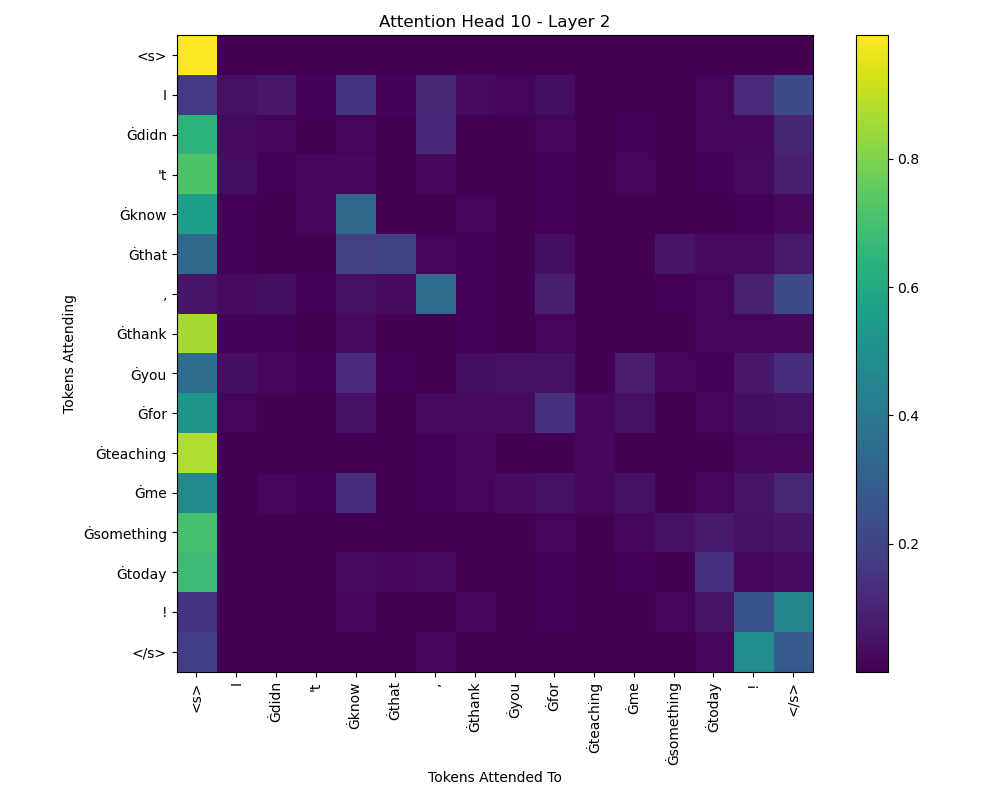 Attention Head 10 - Layer 2
<s>
I
Ġdidn
't
Ġknow
Ġthat
,
Ġthank
Ġyou
Ġfor
Ġteaching
Ġme
Ġsomething
Ġtoday
!
</s>
Tokens Attending
<s>
I
Ġdidn
't
Ġknow
Ġthat
,
Ġthank
Ġyou
Ġfor
Ġteaching
Ġme
Ġsomething
Ġtoday
!
</s>
Tokens Attended To
0.8
0.6
0.4
0.2